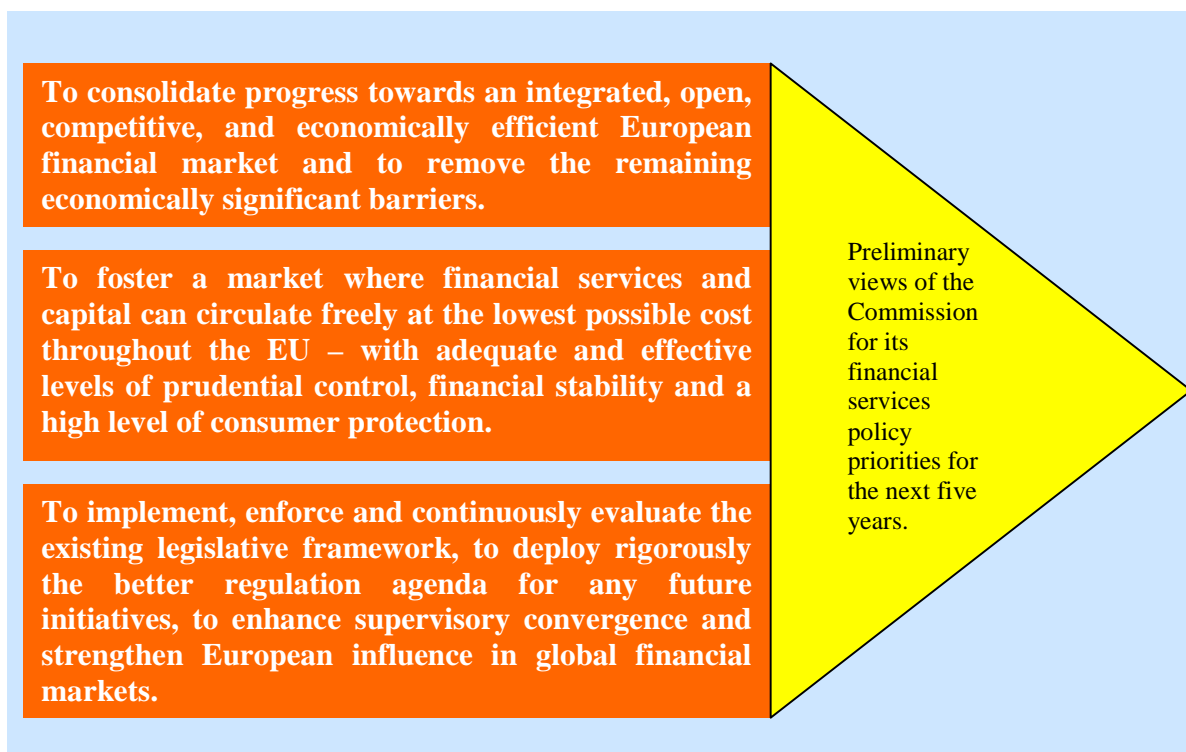 To consolidate progress towards an integrated, open,
competitive, and economically efficient European
financial market and to remove the remaining
economically significant barriers.
To foster a market where financial services and
capital can circulate freely at the lowest possible cost
throughout the EU – with adequate and effective
levels of prudential control, financial stability and a
high level of consumer protection.
To implement, enforce and continuously evaluate the
existing legislative framework, to deploy rigorously
the better regulation agenda for any future
initiatives, to enhance supervisory convergence and
strengthen European influence in global financial
markets.
Preliminary
views of the
Commission
for its
financial
services
policy
priorities for
the next five
years.